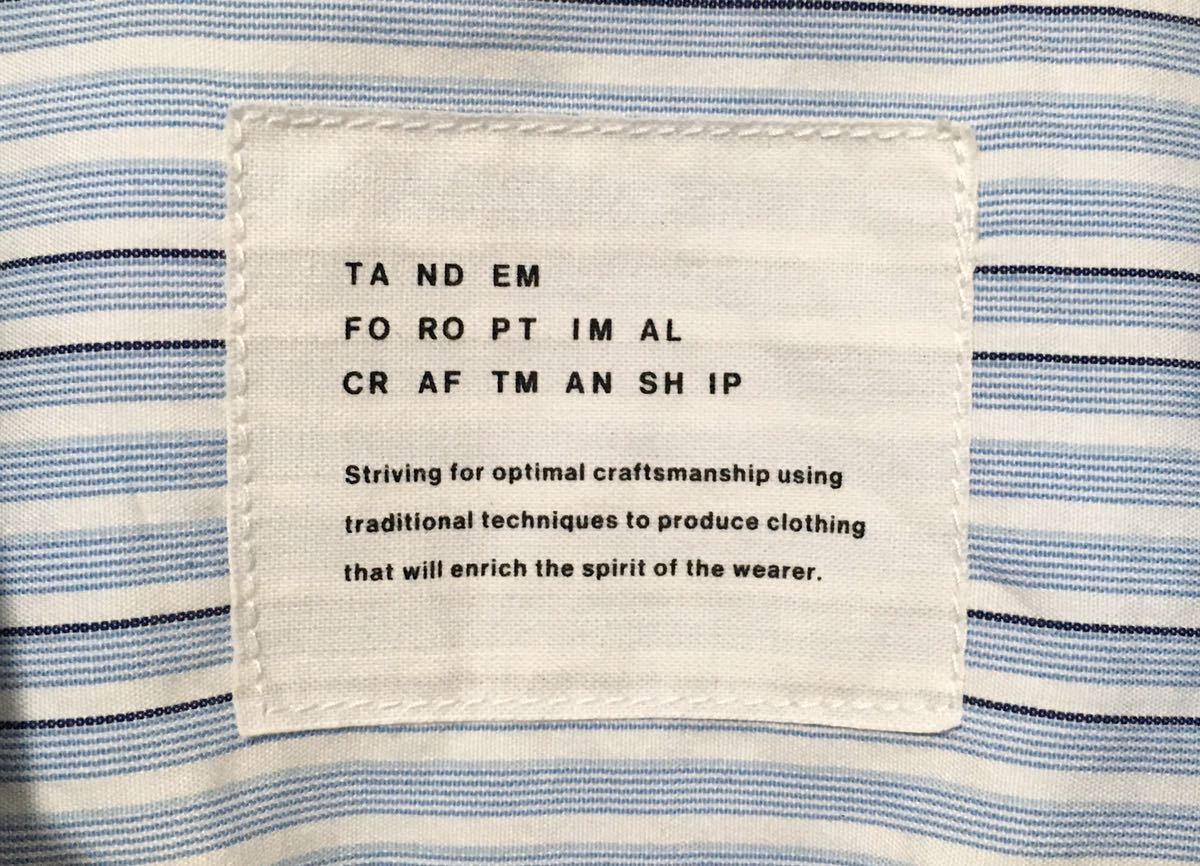 TA ND EM
FO RO PT IM AL
CR AF TM AN SH IP
Striving for optimal craftsmanship using
traditional techniques to produce clothing
that will enrich the spirit of the wearer.